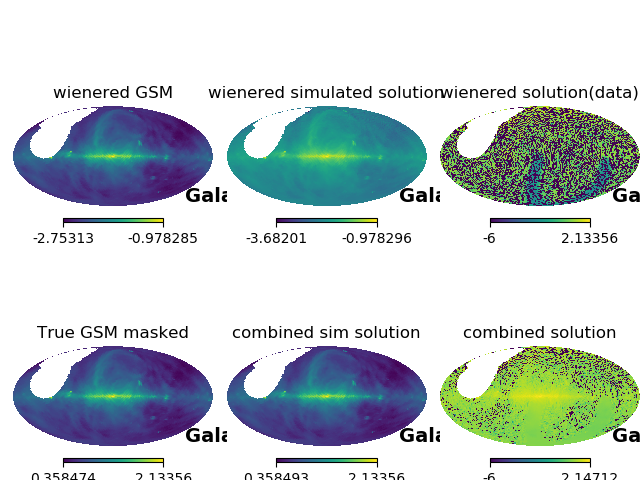 wienered GSM
wienered simulated solution
wienered solution(data)
Gala
Gala
Ga
-2.75313 -0.978285
-3.68201 -0.978296
-6 2.13356
True GSM masked
combined sim solution
combined solution
Gala
Gala
Ga
0.358474 2.13356
0.358493 2.13356
-6 2.14712